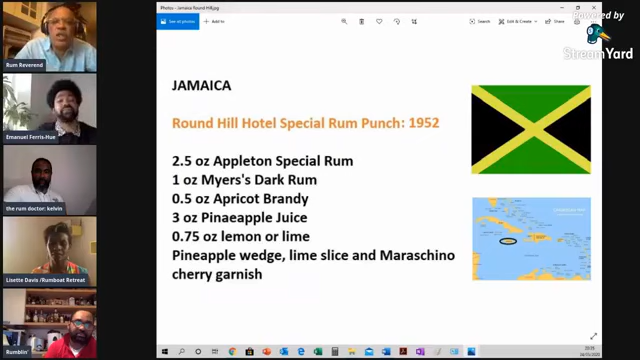 Photos - Jamaica Round Hill.jpg
See all photos
Add to
Search
Edit & Create
Share
Powered by
StreamYard
Rum Reverend
Emanuel Ferris-Hue
the rum doctor: kelvin
Lisette Davis /Rumboat Retreat
Rumblin'
JAMAICA
Round Hill Hotel Special Rum Punch: 1952
2.5 oz Appleton Special Rum
1 oz Myers's Dark Rum
0.5 oz Apricot Brandy
3 oz Pinaeapple Juice
0.75 oz lemon or lime
Pineapple wedge, lime slice and Maraschino
cherry garnish